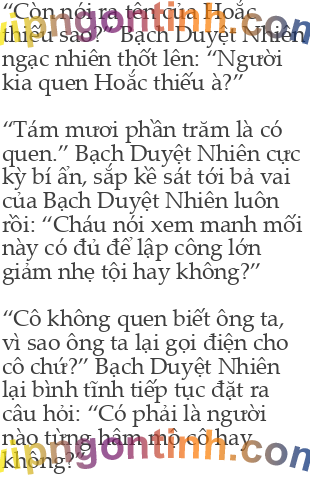 “Còn nói ra tên của Hoắc
thiếu sao?” Bạch Duyệt Nhiên
ngạc nhiên thốt lên: “Người
kia quen Hoắc thiếu à?”
“Tám mươi phần trăm là có
quen.” Bạch Duyệt Nhiên cực
kỳ bí ẩn, sắp kề sát tới bả vai
của Bạch Duyệt Nhiên luôn
rồi: “Cháu nói xem manh mối
này có đủ để lập công lớn
giảm nhẹ tội hay không?”
“Cô không quen biết ông ta,
vì sao ông ta lại gọi điện cho
cô chứ?” Bạch Duyệt Nhiên
lại bình tĩnh tiếp tục đặt ra
câu hỏi: “Có phải là người
nào từng hâm mộ cô hay
không?”